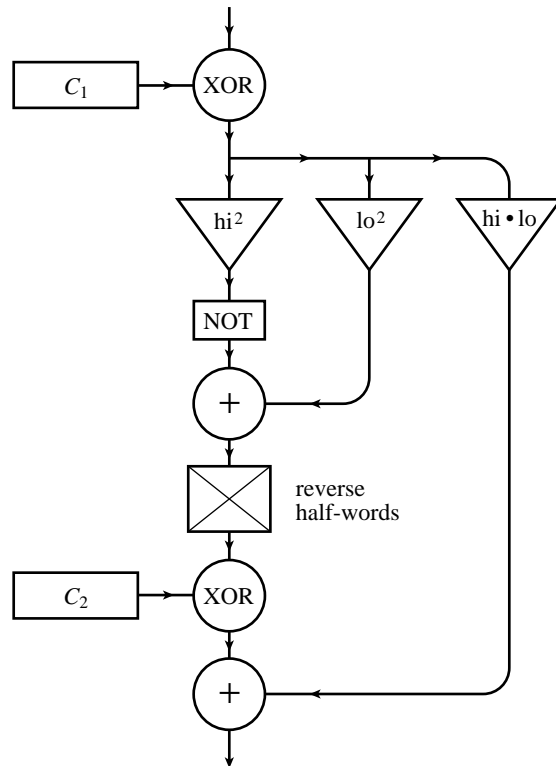 C1
XOR
hi2
lo2
hi • lo
NOT
+
reverse
half-words
C2
XOR
+